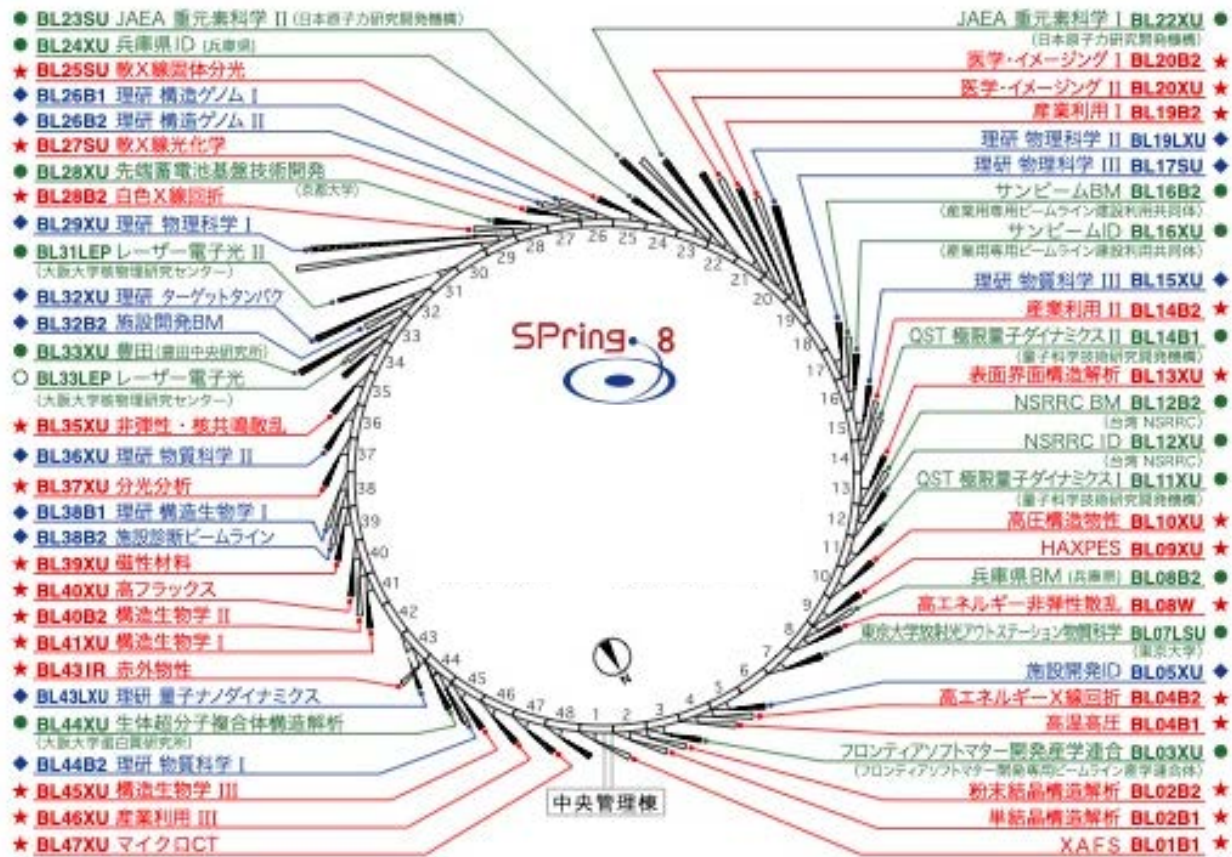 ● BL23SU JAEA 重元素科学 II (日本原子力研究開発機構)
● BL24XU 兵庫県ID (兵庫県)
★ BL25SU 軟X線固体分光
◆ BL26B1 理研 構造ゲノム I
◆ BL26B2 理研 構造ゲノム II
★ BL27SU 軟X線光化学
● BL28XU 先端蓄電池基盤技術開発
(京都大学)
★ BL28B2 白色X線回折
◆ BL29XU 理研 物理科学 I
● BL31LEP レーザー電子光 II
(大阪大学核物理研究センター)
◆ BL32XU 理研 ターゲットタンパク
◆ BL32B2 施設開発BM
● BL33XU 豊田 (豊田中央研究所)
○ BL33LEP レーザー電子光
(大阪大学核物理研究センター)
★ BL35XU 非弾性・核共鳴散乱
◆ BL36XU 理研 物質科学 II
★ BL37XU 分光分析
◆ BL38B1 理研 構造生物学 I
◆ BL38B2 施設診断ビームライン
★ BL39XU 磁性材料
★ BL40XU 高フラックス
★ BL40B2 構造生物学 II
★ BL41XU 構造生物学 I
★ BL43IR 赤外物性
◆ BL43LXU 理研 量子ナノダイナミクス
● BL44XU 生体超分子複合体構造解析
(大阪大学蛋白質研究所)
◆ BL44B2 理研 物質科学 I
★ BL45XU 構造生物学 III
★ BL46XU 産業利用 III
★ BL47XU マイクロCT
JAEA 重元素科学 I BL22XU ●
(日本原子力研究開発機構)
医学・イメージング I BL20B2 ★
医学・イメージング II BL20XU ★
産業利用 I BL19B2 ★
理研 物理科学 II BL19LXU ◆
理研 物理科学 III BL17SU ◆
サンビームBM BL16B2 ●
(産業用専用ビームライン建設利用共同体)
サンビームID BL16XU ●
(産業用専用ビームライン建設利用共同体)
理研 物質科学 III BL15XU ◆
産業利用 II BL14B2 ★
QST 極限量子ダイナミクス II BL14B1 ●
(量子科学技術研究開発機構)
表面界面構造解析 BL13XU ★
NSRRC BM BL12B2 ●
(台湾 NSRRC)
NSRRC ID BL12XU ●
(台湾 NSRRC)
QST 極限量子ダイナミクス I BL11XU ●
(量子科学技術研究開発機構)
高圧構造物性 BL10XU ★
HAXPES BL09XU ★
兵庫県BM (兵庫県) BL08B2 ●
高エネルギー非弾性散乱 BL08W ★
東京大学放射光アウトステーション物質科学 BL07LSU ●
(東京大学)
施設開発ID BL05XU ◆
高エネルギーX線回折 BL04B2 ★
高温高圧 BL04B1 ★
フロンティアソフトマター開発産学連合 BL03XU ●
(フロンティアソフトマター開発専用ビームライン産学連合体)
粉末結晶構造解析 BL02B2 ★
単結晶構造解析 BL02B1 ★
XAFS BL01B1 ★
SPring-8
N
中央管理棟
1
2
3
4
5
6
7
8
9
10
11
12
13
14
15
16
17
18
19
20
21
22
23
24
25
26
27
28
29
30
31
32
33
34
35
36
37
38
39
40
41
42
43
44
45
46
47
48